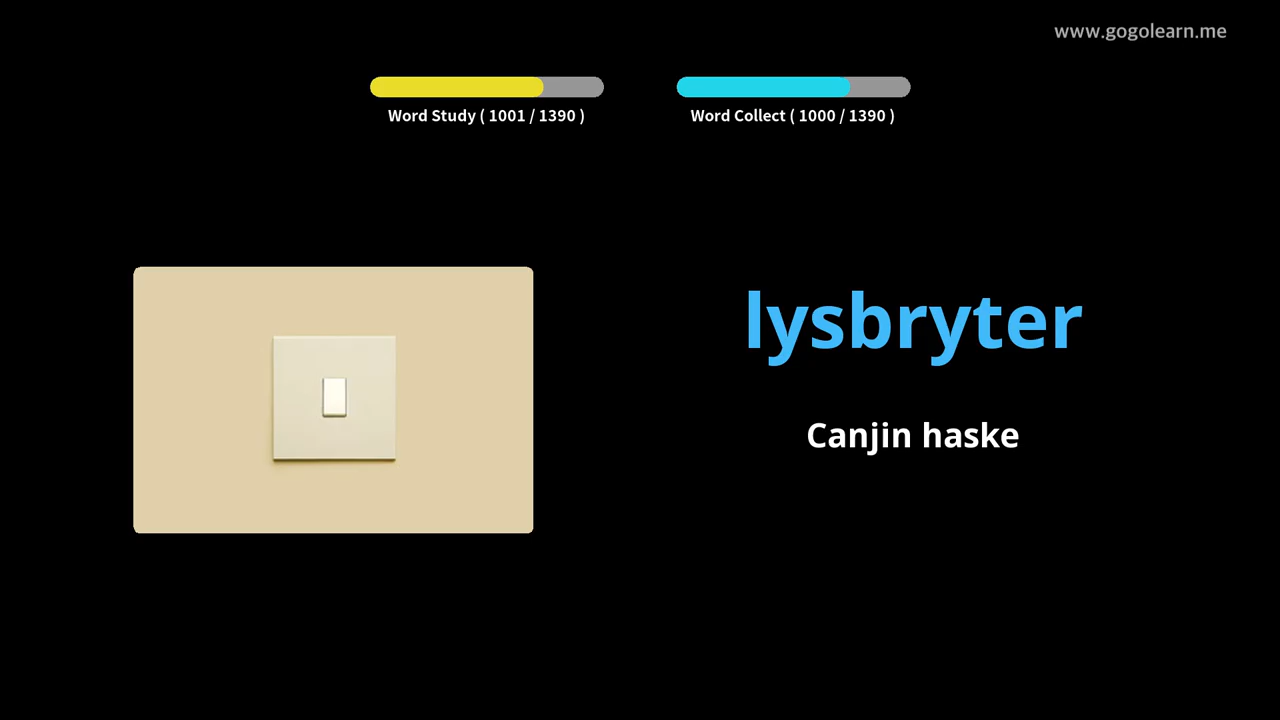 www.gogolearn.me
Word Study ( 1001 / 1390 )
Word Collect ( 1000 / 1390 )
lysbryter
Canjin haske